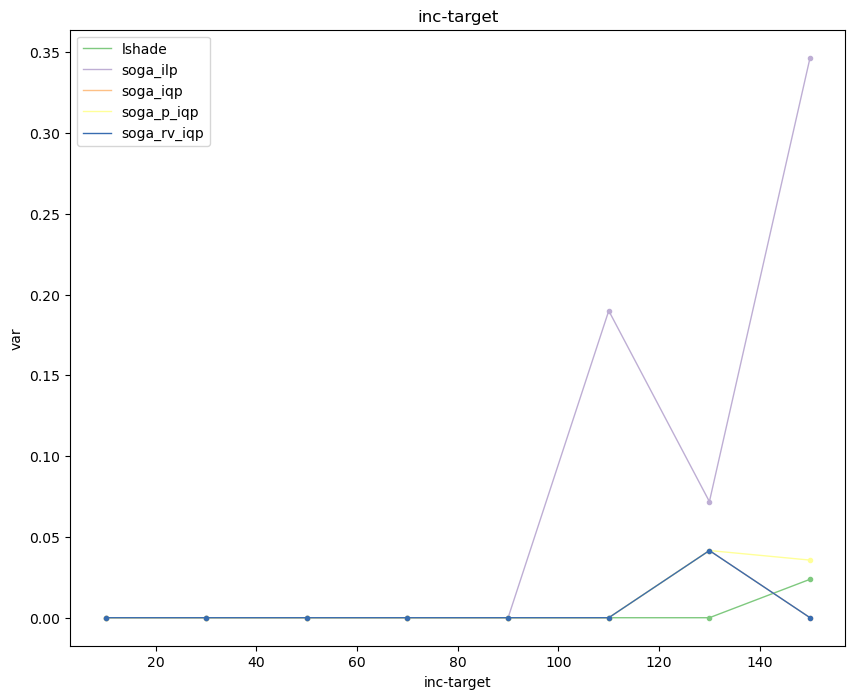 inc-target
lshade
soga_ilp
soga_iqp
soga_p_iqp
soga_rv_iqp
0.35
0.30
0.25
0.20
0.15
0.10
0.05
0.00
var
20 40 60 80 100 120 140
inc-target